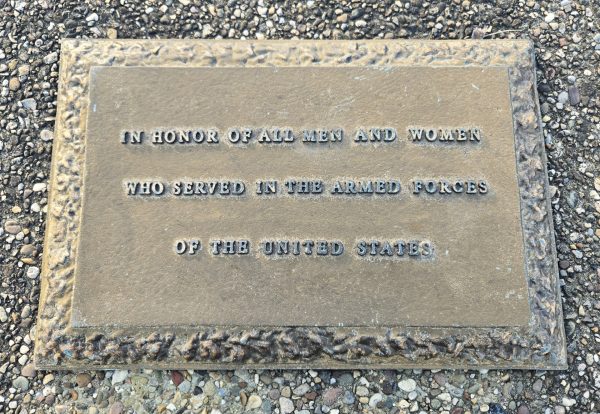 IN HONOR OF ALL MEN AND WOMEN
WHO SERVED IN THE ARMED FORCES
OF THE UNITED STATES